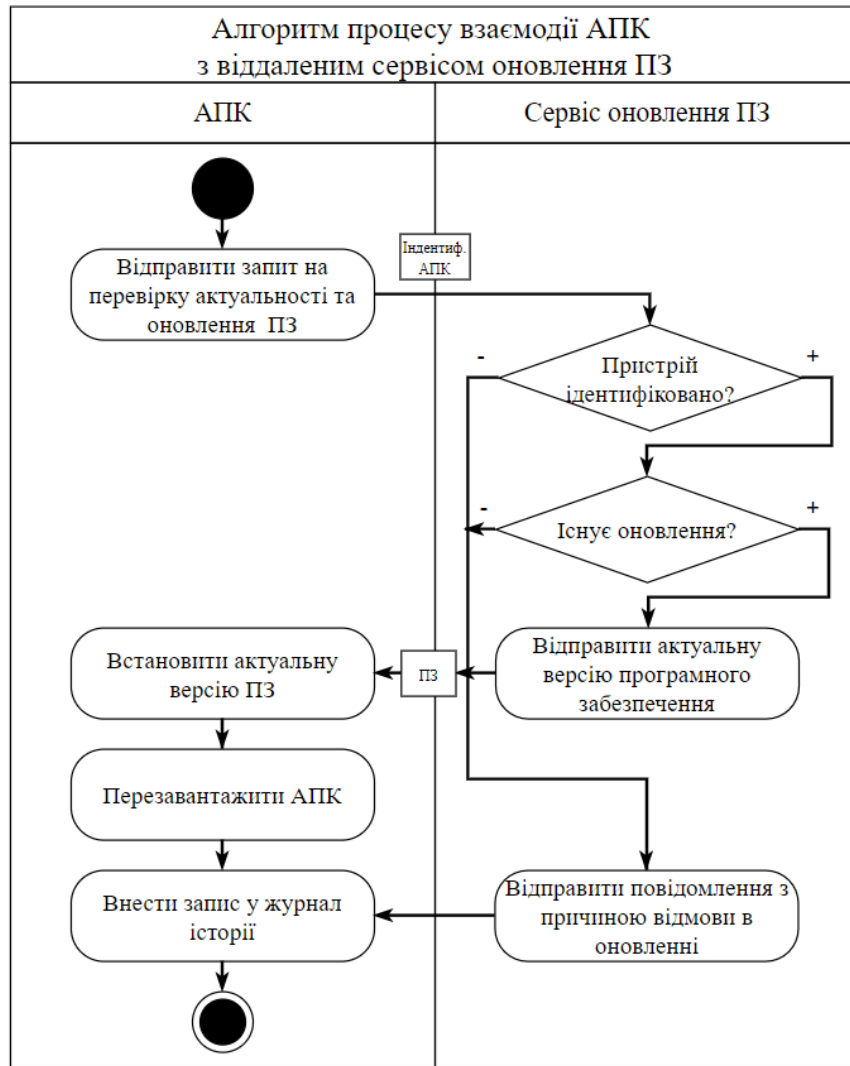 Алгоритм процесу взаємодії АПК
з віддаленим сервісом оновлення ПЗ
АПК
Сервіс оновлення ПЗ
Індентиф.
АПК
Відправити запит на
перевірку актуальності та
оновлення ПЗ
-
+
Пристрій
ідентифіковано?
-
+
Існує оновлення?
Встановити актуальну
версію ПЗ
ПЗ
Відправити актуальну
версію програмного
забезпечення
Перезавантажити АПК
Внести запис у журнал
історії
Відправити повідомлення з
причиною відмови в
оновленні